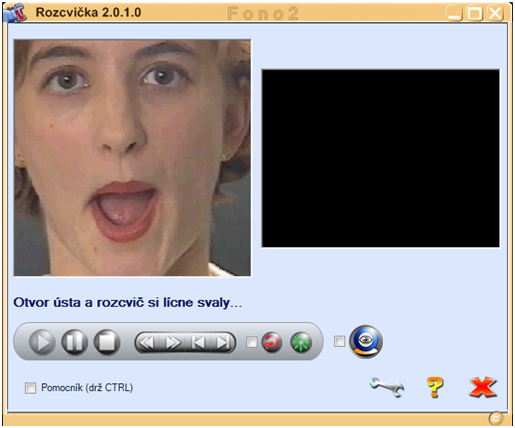 Rozcvička 2.0.1.0
Fono2
Otvor ústa a rozcvič si lícne svaly...
Pomocník (drž CTRL)